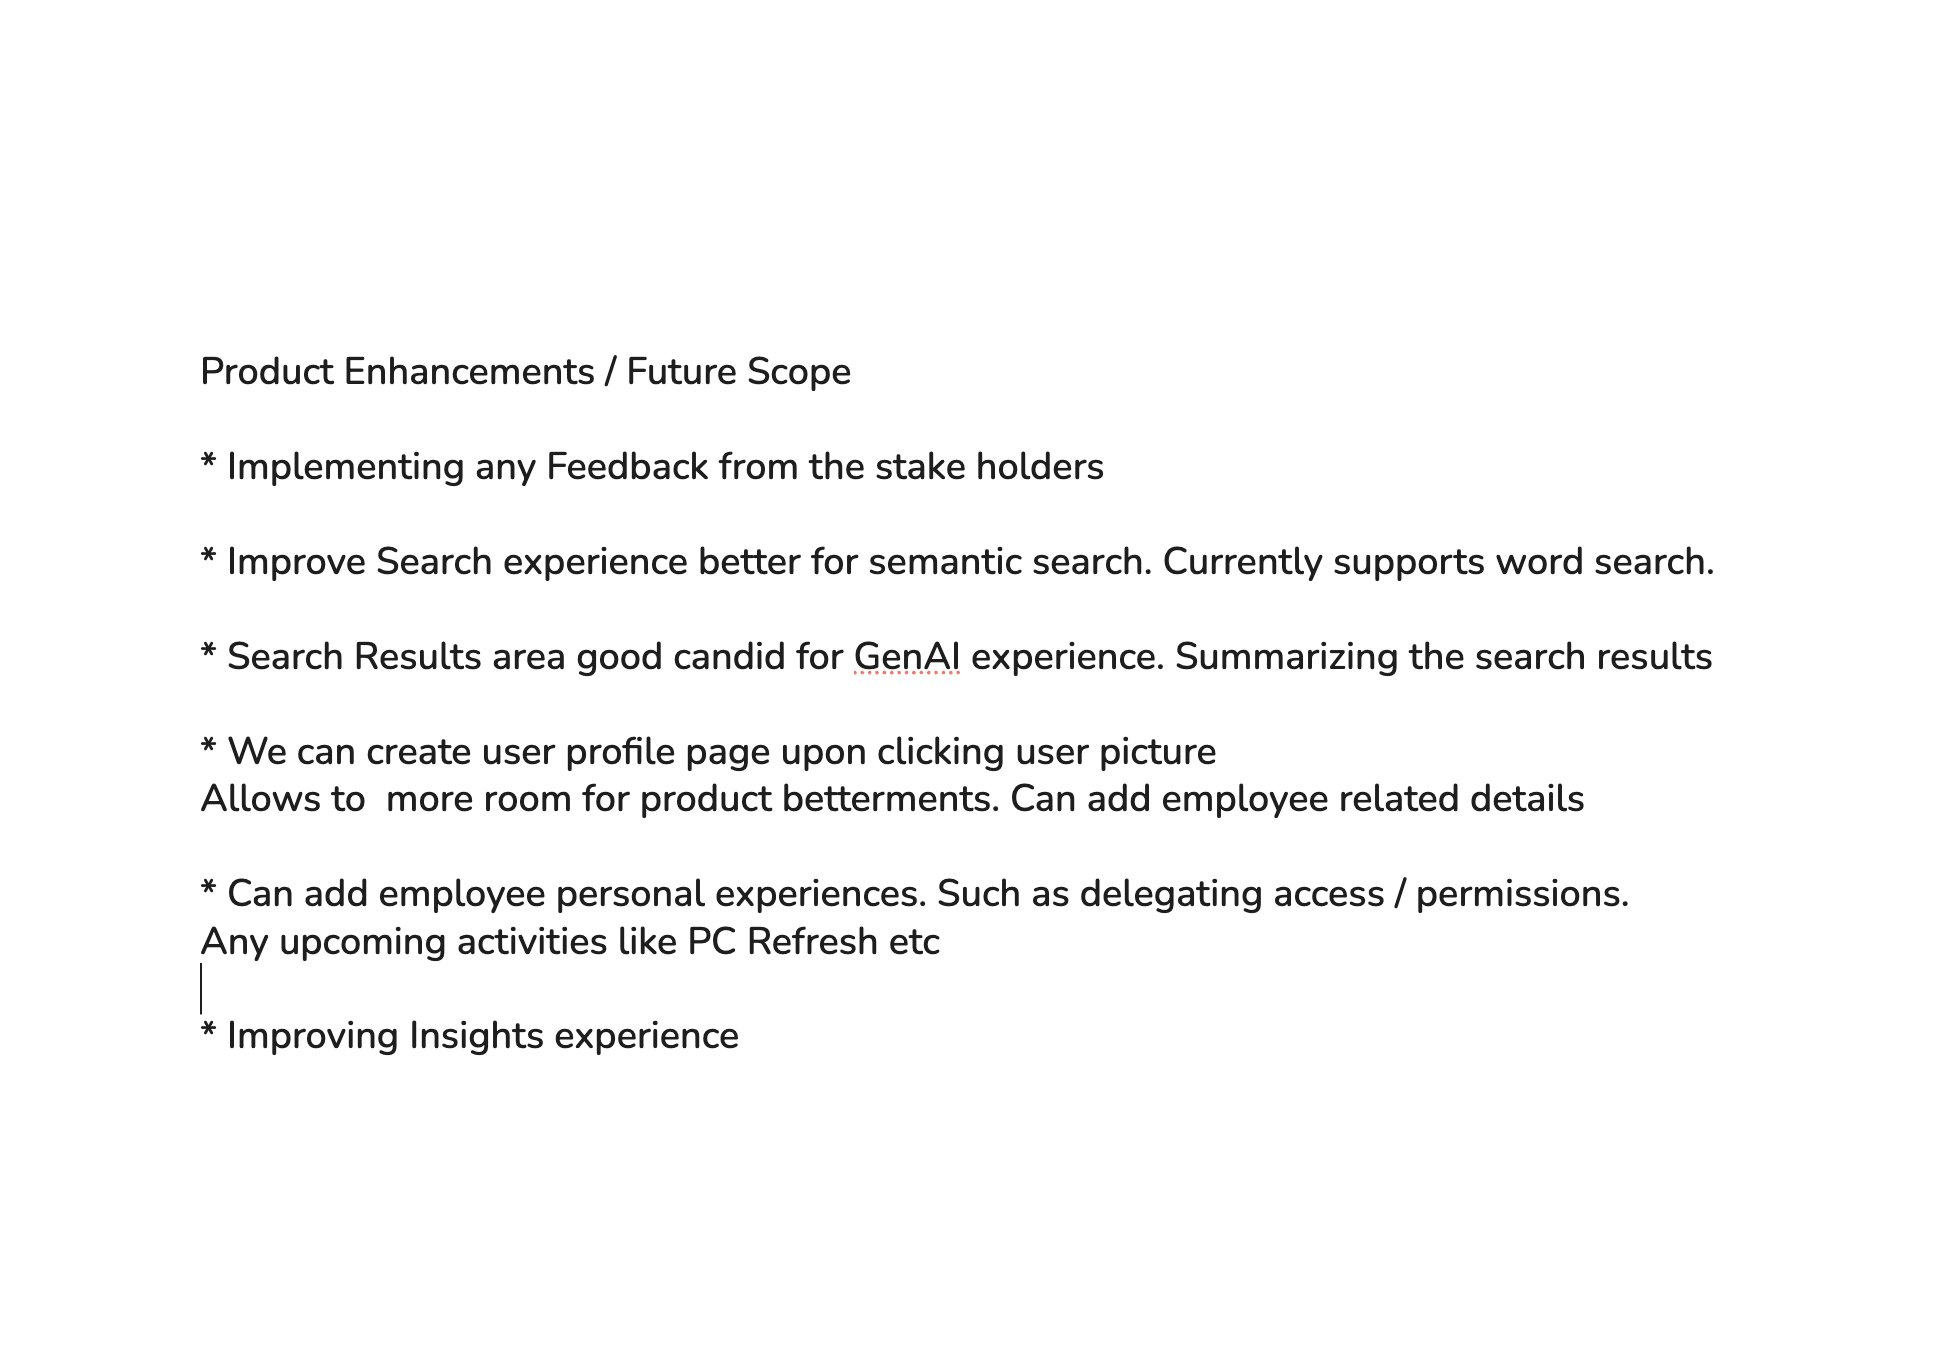 Product Enhancements / Future Scope
* Implementing any Feedback from the stake holders
* Improve Search experience better for semantic search. Currently supports word search.
* Search Results area good candid for GenAI experience. Summarizing the search results
* We can create user profile page upon clicking user picture
Allows to  more room for product betterments. Can add employee related details
* Can add employee personal experiences. Such as delegating access / permissions.
Any upcoming activities like PC Refresh etc
* Improving Insights experience